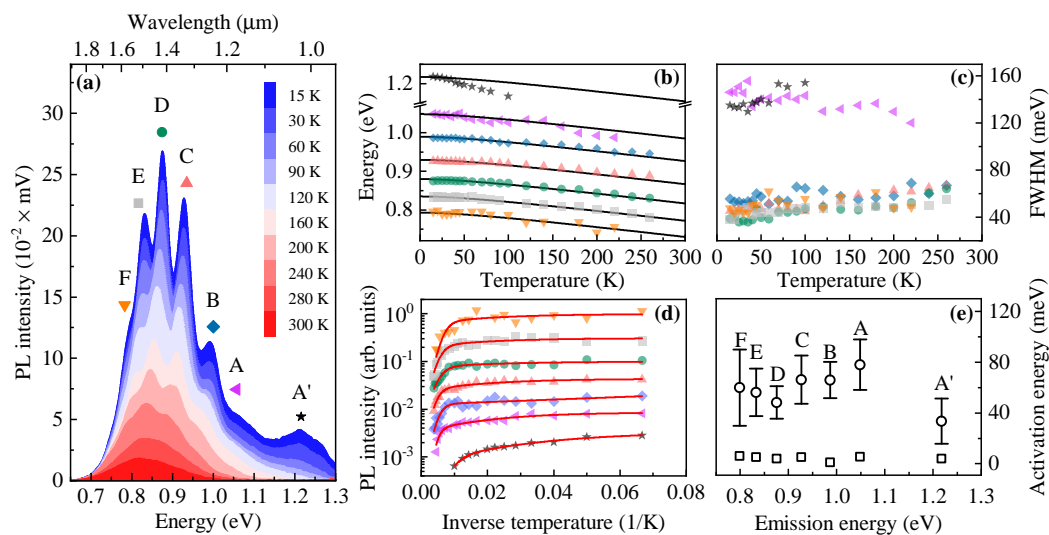 Wavelength (μm)
1.8 1.6 1.4 1.2 1.0
(a)
PL intensity (10⁻² × mV)
30
25
20
15
10
5
0
D
C
E
F
B
A
A'
15 K
30 K
60 K
90 K
120 K
160 K
200 K
240 K
280 K
300 K
0.7 0.8 0.9 1.0 1.1 1.2 1.3
Energy (eV)
(b)
Energy (eV)
1.2
1.0
0.9
0.8
0 50 100 150 200 250 300
Temperature (K)
(c)
160
120
80
40
FWHM (meV)
0 50 100 150 200 250 300
Temperature (K)
(d)
PL intensity (arb. units)
10⁰
10⁻¹
10⁻²
10⁻³
0.00 0.02 0.04 0.06 0.08
Inverse temperature (1/K)
(e)
F E D C B A A'
120
80
40
0
Activation energy (meV)
0.8 0.9 1.0 1.1 1.2 1.3
Emission energy (eV)